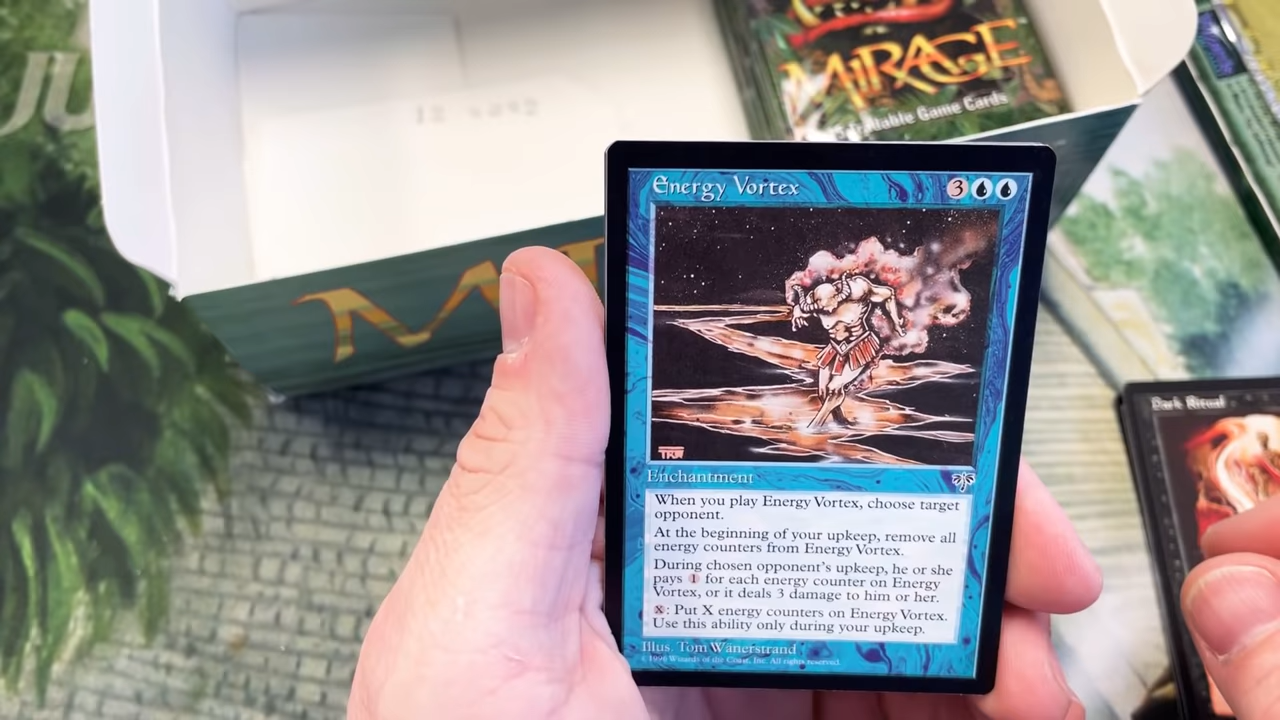 JU
MIRAGE
Game Cards
Energy Vortex
3
TRW
Enchantment
When you play Energy Vortex, choose target
opponent.
At the beginning of your upkeep, remove all
energy counters from Energy Vortex.
During chosen opponent's upkeep, he or she
pays 1 for each energy counter on Energy
Vortex, or it deals 3 damage to him or her.
X: Put X energy counters on Energy Vortex.
Use this ability only during your upkeep.
Illus. Tom Wänerstrand
© 1996 Wizards of the Coast, Inc. All rights reserved.
Dark Ritual